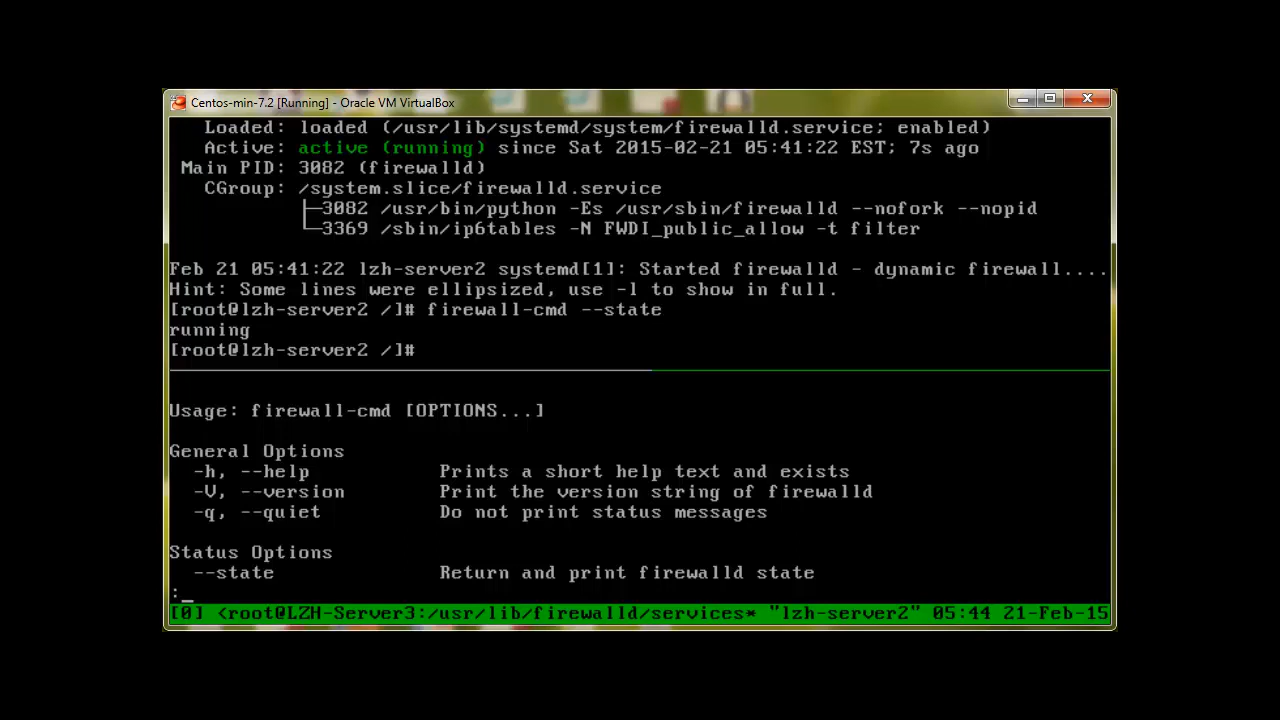 Centos-min-7.2 [Running] - Oracle VM VirtualBox
Loaded: loaded (/usr/lib/systemd/system/firewalld.service; enabled)
Active: active (running) since Sat 2015-02-21 05:41:22 EST; 7s ago
Main PID: 3082 (firewalld)
CGroup: /system.slice/firewalld.service
├─3082 /usr/bin/python -Es /usr/sbin/firewalld --nofork --nopid
└─3369 /sbin/ip6tables -N FWDI_public_allow -t filter
Feb 21 05:41:22 lzh-server2 systemd[1]: Started firewalld - dynamic firewall....
Hint: Some lines were ellipsized, use -l to show in full.
[root@lzh-server2 /]# firewall-cmd --state
running
[root@lzh-server2 /]#
Usage: firewall-cmd [OPTIONS...]
General Options
-h, --help Prints a short help text and exists
-V, --version Print the version string of firewalld
-q, --quiet Do not print status messages
Status Options
--state Return and print firewalld state
:_
[0] <root@LZH-Server3:/usr/lib/firewalld/services* "lzh-server2" 05:44 21-Feb-15